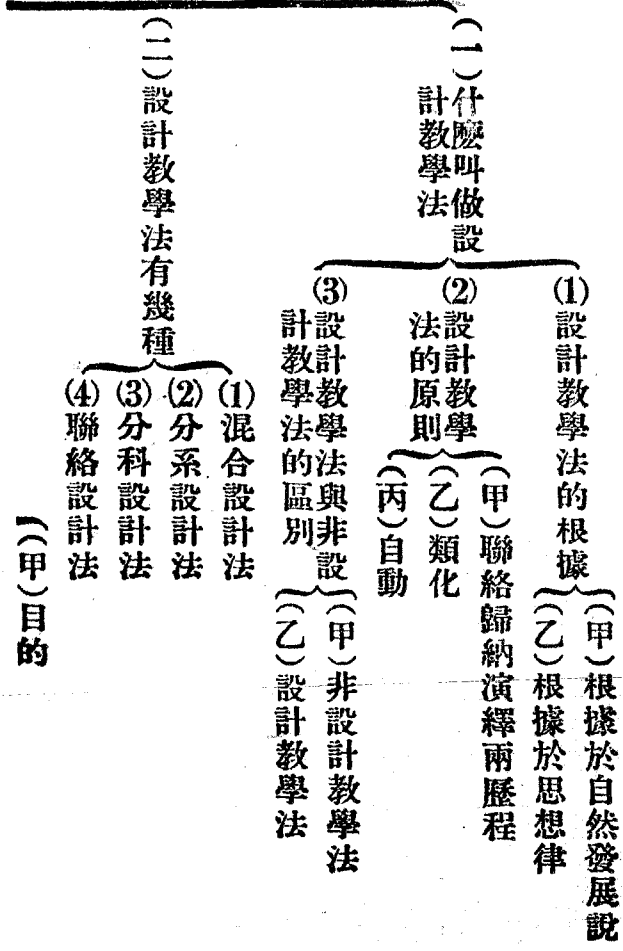 （一）什麼叫做設
計教學法
(1)設計教學法的根據
（甲）根據於自然發展說
（乙）根據於思想律
(2)設計教學
法的原則
（甲）聯絡歸納演繹兩歷程
（乙）類化
（丙）自動
(3)設計教學法與非設
計教學法的區別
（甲）非設計教學法
（乙）設計教學法
（二）設計教學法有幾種
(1)混合設計法
(2)分系設計法
(3)分科設計法
(4)聯絡設計法
（甲）目的